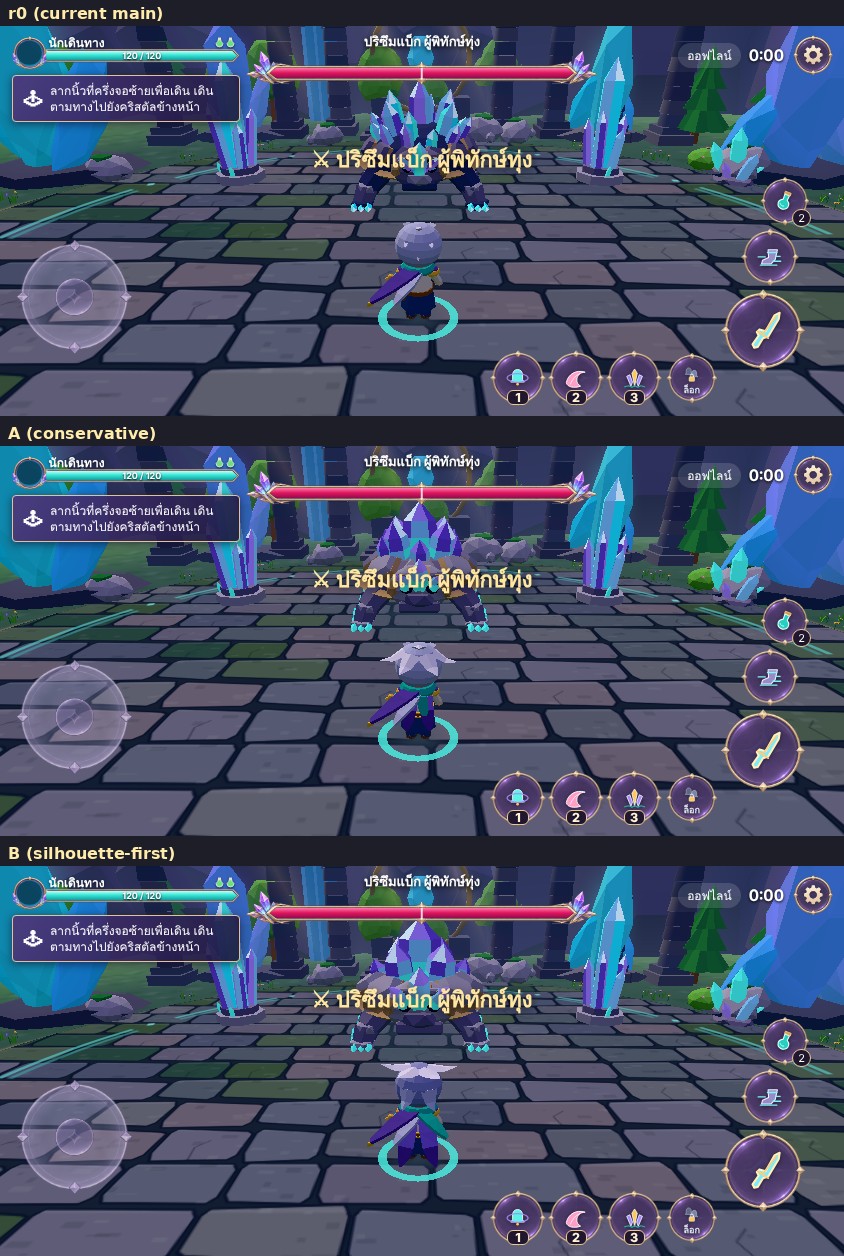 r0 (current main)
นักเดินทาง
120 / 120
ปริซึมแบ็ก ผู้พิทักษ์ทุ่ง
ออฟไลน์
0:00
ลากนิ้วที่ครึ่งจอซ้ายเพื่อเดิน เดิน
ตามทางไปยังคริสตัลข้างหน้า
⚔ ปริซึมแบ็ก ผู้พิทักษ์ทุ่ง
2
1
2
3
ล็อก
A (conservative)
นักเดินทาง
120 / 120
ปริซึมแบ็ก ผู้พิทักษ์ทุ่ง
ออฟไลน์
0:00
ลากนิ้วที่ครึ่งจอซ้ายเพื่อเดิน เดิน
ตามทางไปยังคริสตัลข้างหน้า
⚔ ปริซึมแบ็ก ผู้พิทักษ์ทุ่ง
2
1
2
3
ล็อก
B (silhouette-first)
นักเดินทาง
120 / 120
ปริซึมแบ็ก ผู้พิทักษ์ทุ่ง
ออฟไลน์
0:00
ลากนิ้วที่ครึ่งจอซ้ายเพื่อเดิน เดิน
ตามทางไปยังคริสตัลข้างหน้า
⚔ ปริซึมแบ็ก ผู้พิทักษ์ทุ่ง
2
1
2
3
ล็อก